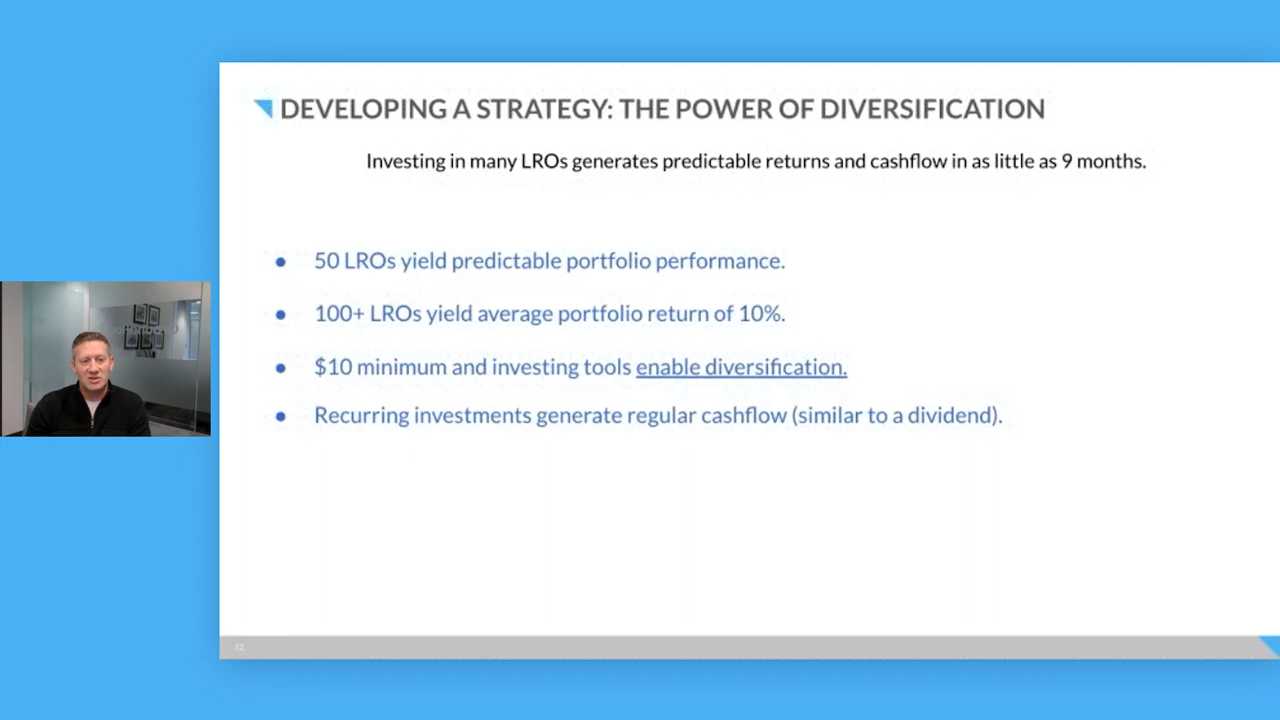 DEVELOPING A STRATEGY: THE POWER OF DIVERSIFICATION
Investing in many LROs generates predictable returns and cashflow in as little as 9 months.
● 50 LROs yield predictable portfolio performance.
● 100+ LROs yield average portfolio return of 10%.
● $10 minimum and investing tools enable diversification.
● Recurring investments generate regular cashflow (similar to a dividend).
12